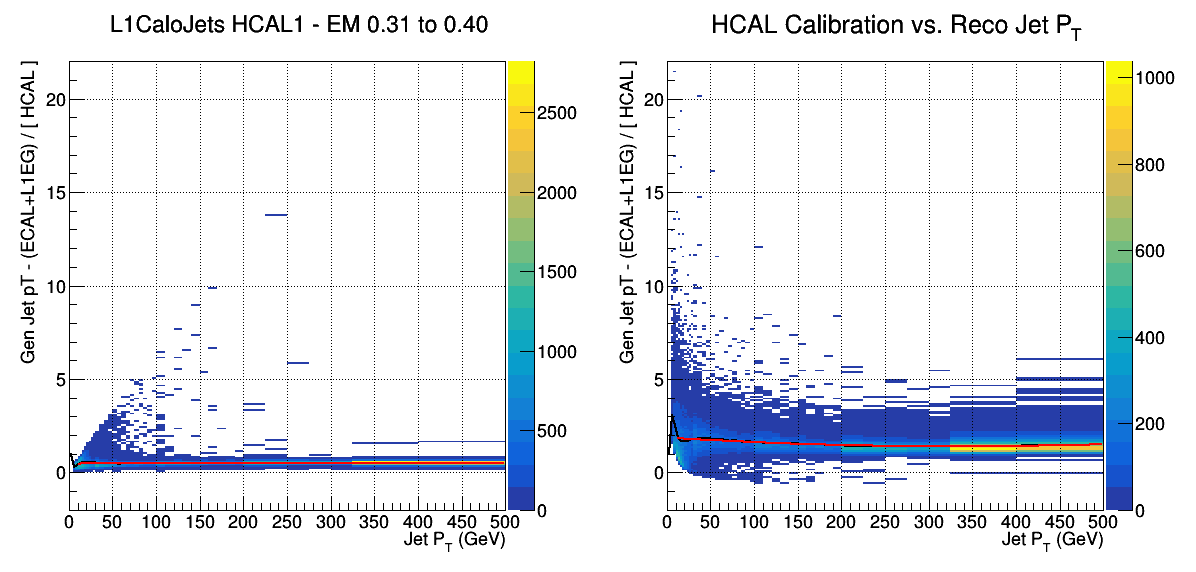 L1CaloJets HCAL1 - EM 0.31 to 0.40
Gen Jet pT - (ECAL+L1EG) / [ HCAL ]
20
15
10
5
0
0 50 100 150 200 250 300 350 400 450 500
Jet P_T (GeV)
2500
2000
1500
1000
500
0
HCAL Calibration vs. Reco Jet P_T
Gen Jet pT - (ECAL+L1EG) / [ HCAL ]
20
15
10
5
0
0 50 100 150 200 250 300 350 400 450 500
Jet P_T (GeV)
1000
800
600
400
200
0